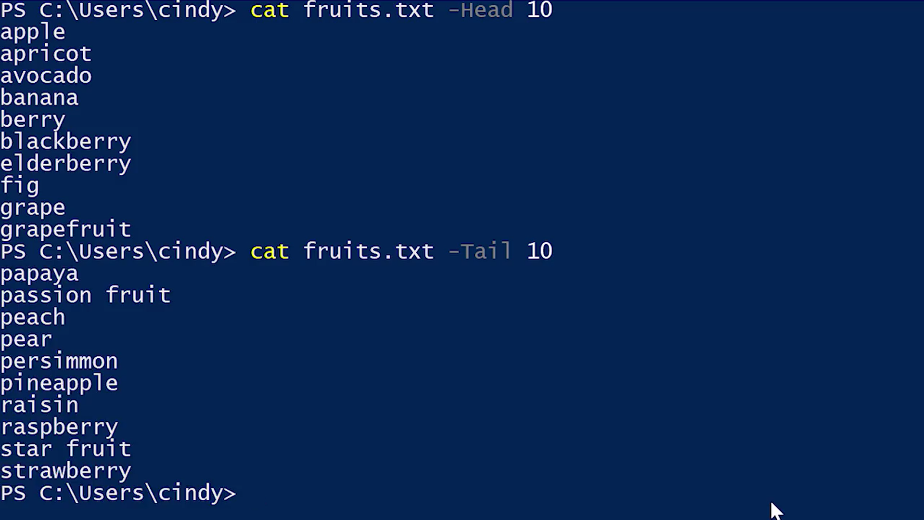 PS C:\Users\cindy> cat fruits.txt -Head 10
apple
apricot
avocado
banana
berry
blackberry
elderberry
fig
grape
grapefruit
PS C:\Users\cindy> cat fruits.txt -Tail 10
papaya
passion fruit
peach
pear
persimmon
pineapple
raisin
raspberry
star fruit
strawberry
PS C:\Users\cindy>